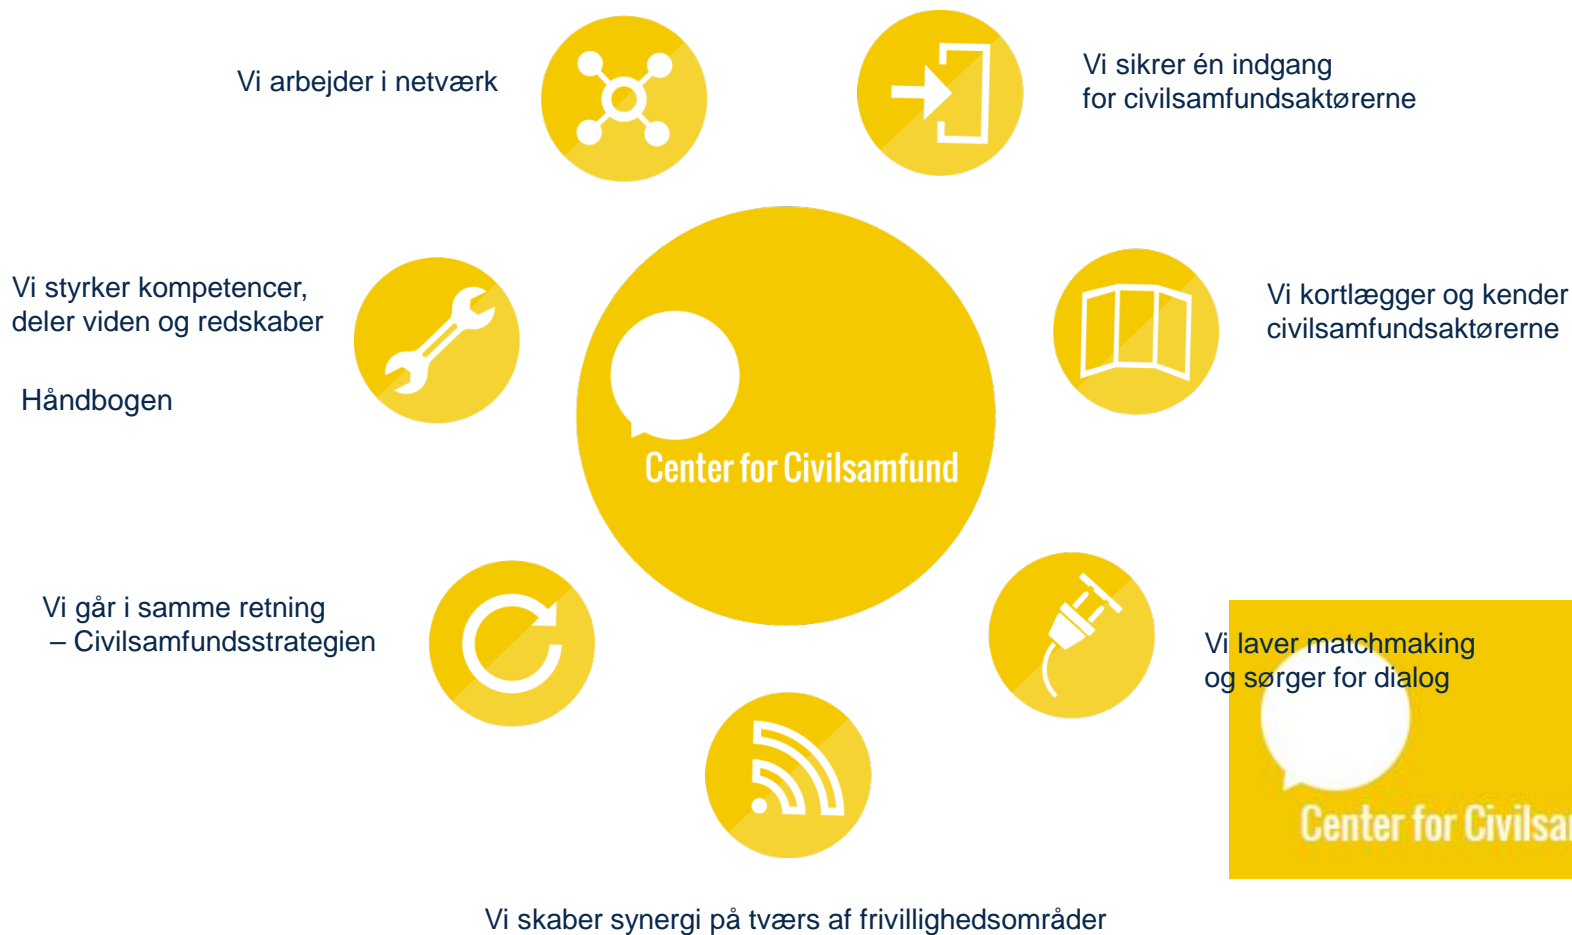 Vi arbejder i netværk
Vi sikrer én indgang
for civilsamfundsaktørerne
Vi styrker kompetencer,
deler viden og redskaber
Håndbogen
Vi kortlægger og kender
civilsamfundsaktørerne
Center for Civilsamfund
Vi går i samme retning
– Civilsamfundsstrategien
Vi laver matchmaking
og sørger for dialog
Center for Civilsa
Vi skaber synergi på tværs af frivillighedsområder